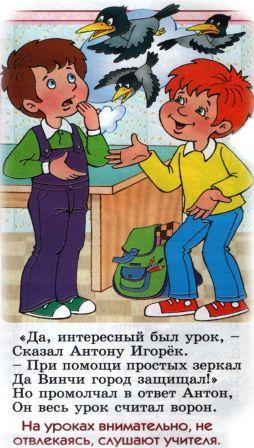 «Да, интересный был урок, –
Сказал Антону Игорёк.
– При помощи простых зеркал
Да Винчи город защищал!»
Но промолчал в ответ Антон,
Он весь урок считал ворон.
На уроках внимательно, не
отвлекаясь, слушают учителя.